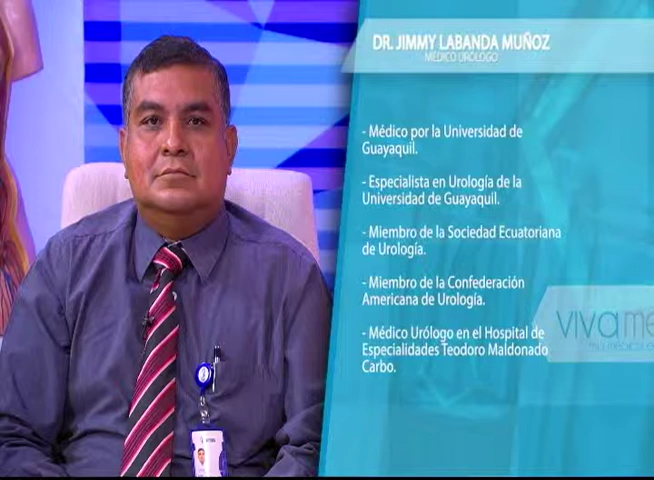 DR. JIMMY LABANDA MUÑOZ
MÉDICO URÓLOGO
- Médico por la Universidad de
Guayaquil.
- Especialista en Urología de la
Universidad de Guayaquil.
- Miembro de la Sociedad Ecuatoriana
de Urología.
- Miembro de la Confederación
Americana de Urología.
- Médico Urólogo en el Hospital de
Especialidades Teodoro Maldonado
Carbo.